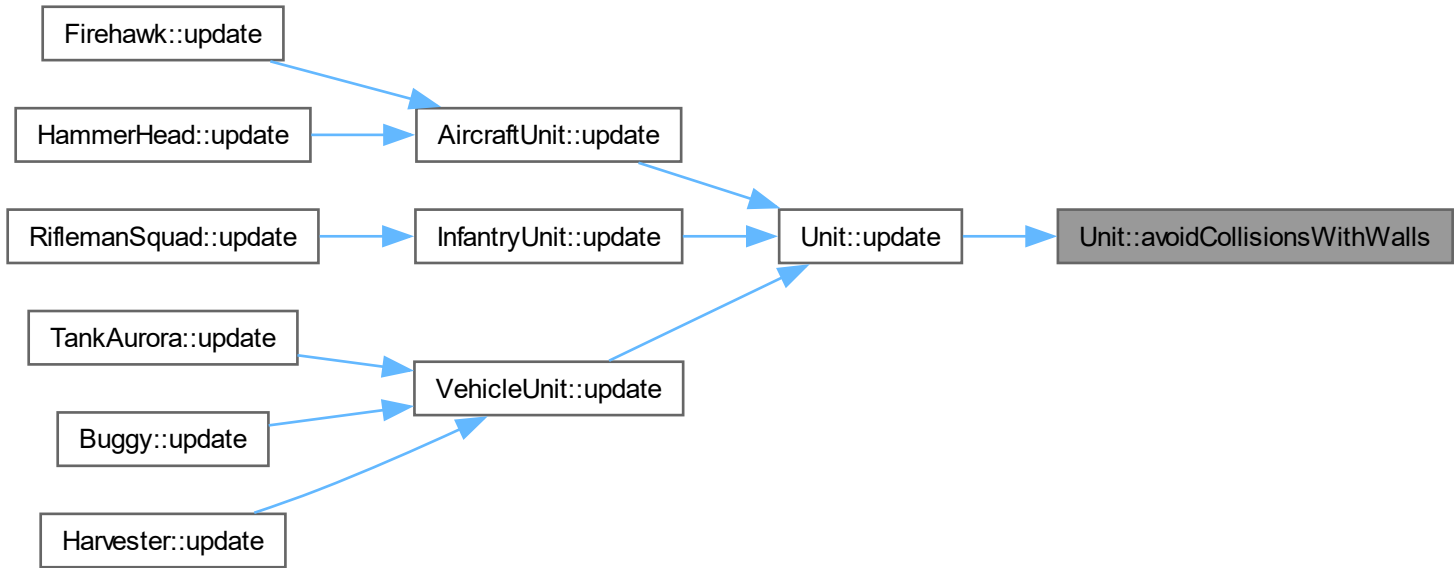 Firehawk::update
HammerHead::update
AircraftUnit::update
RiflemanSquad::update
InfantryUnit::update
Unit::update
Unit::avoidCollisionsWithWalls
TankAurora::update
VehicleUnit::update
Buggy::update
Harvester::update